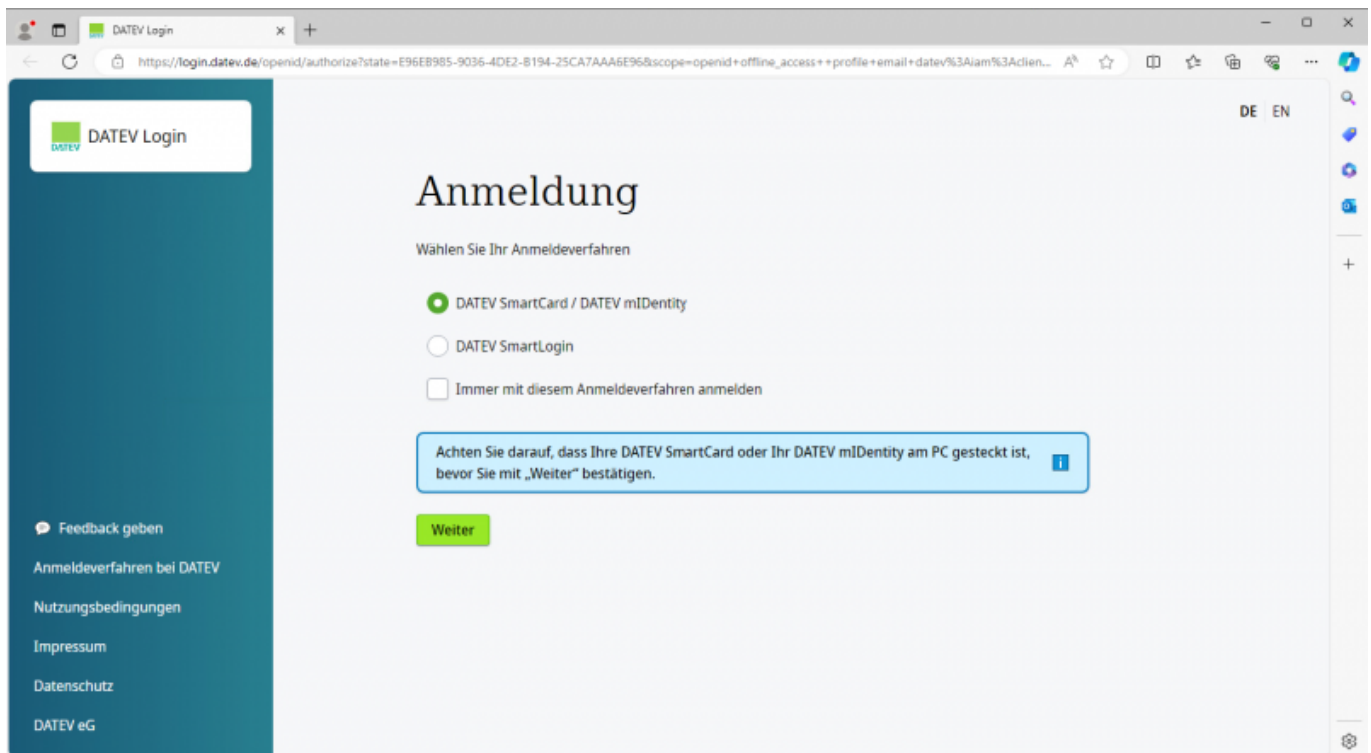 DATEV Login
https://login.datev.de/openid/authorize?state=E96EB985-9036-4DE2-8194-25CA7AAA6E96&scope=openid+offline_access++profile+email+datev%3Aiam%3Aclien...
DATEV
DATEV Login
DE EN
Anmeldung
Wählen Sie Ihr Anmeldeverfahren
DATEV SmartCard / DATEV mIDentity
DATEV SmartLogin
Immer mit diesem Anmeldeverfahren anmelden
Achten Sie darauf, dass Ihre DATEV SmartCard oder Ihr DATEV mIDentity am PC gesteckt ist,
bevor Sie mit „Weiter“ bestätigen.
Weiter
Feedback geben
Anmeldeverfahren bei DATEV
Nutzungsbedingungen
Impressum
Datenschutz
DATEV eG